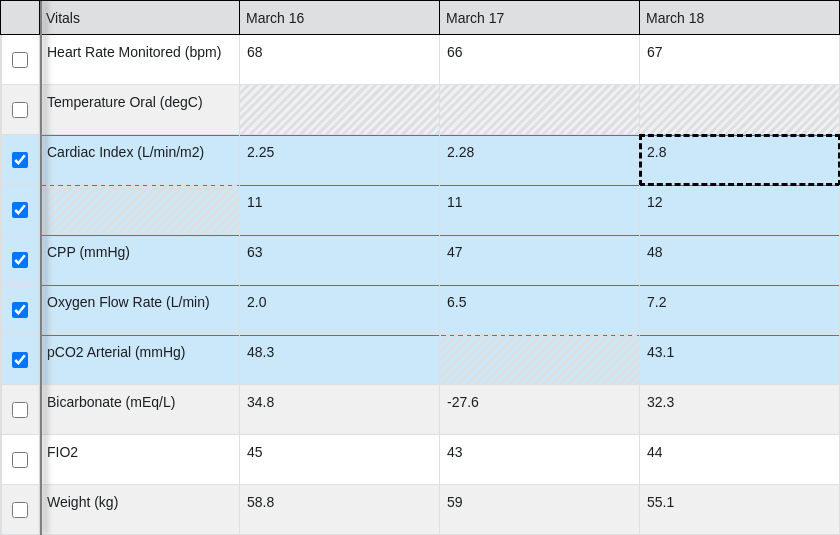 Vitals March 16 March 17 March 18
Heart Rate Monitored (bpm) 68 66 67
Temperature Oral (degC)
Cardiac Index (L/min/m2) 2.25 2.28 2.8
11 11 12
CPP (mmHg) 63 47 48
Oxygen Flow Rate (L/min) 2.0 6.5 7.2
pCO2 Arterial (mmHg) 48.3 43.1
Bicarbonate (mEq/L) 34.8 -27.6 32.3
FIO2 45 43 44
Weight (kg) 58.8 59 55.1